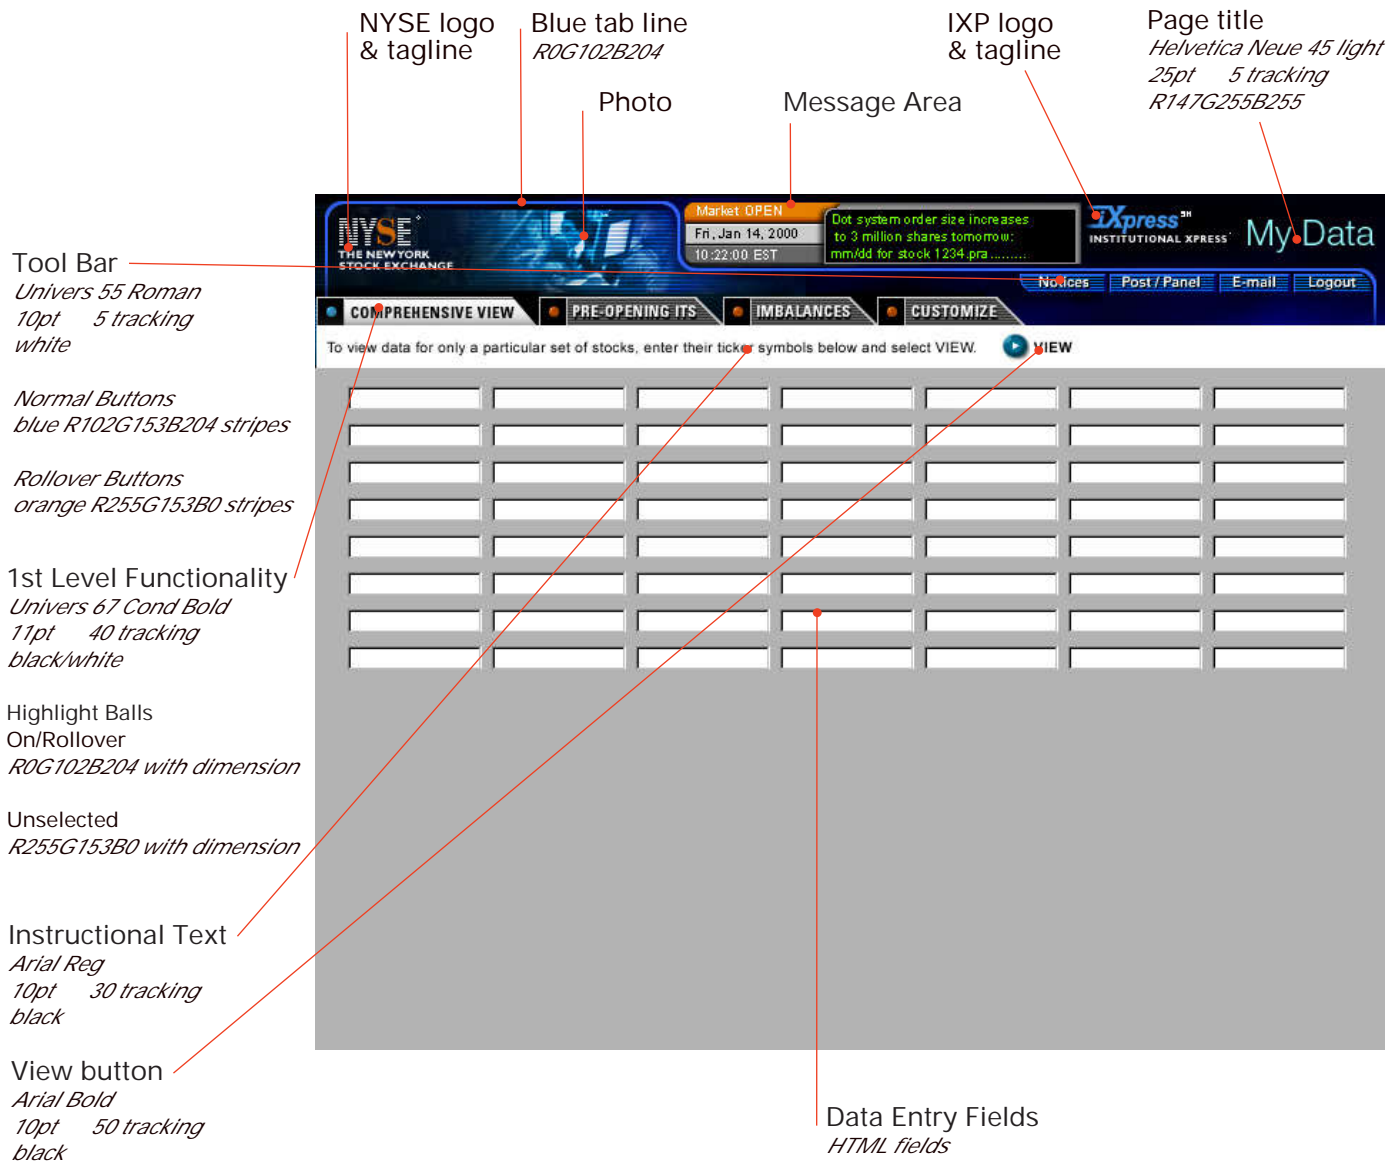 NYSE logo
& tagline
Blue tab line
R0G102B204
IXP logo
& tagline
Page title
Helvetica Neue 45 light
25pt 5 tracking
R147G255B255
Photo
Message Area
NYSE
THE NEW YORK
STOCK EXCHANGE
Market OPEN
Fri, Jan 14, 2000
10:22:00 EST
Dot system order size increases
to 3 million shares tomorrow:
mm/dd for stock 1234.pra.........
iXpress SM
INSTITUTIONAL XPRESS
My Data
Notices Post / Panel E-mail Logout
COMPREHENSIVE VIEW PRE-OPENING ITS IMBALANCES CUSTOMIZE
To view data for only a particular set of stocks, enter their ticker symbols below and select VIEW. VIEW
Tool Bar
Univers 55 Roman
10pt 5 tracking
white
Normal Buttons
blue R102G153B204 stripes
Rollover Buttons
orange R255G153B0 stripes
1st Level Functionality
Univers 67 Cond Bold
11pt 40 tracking
black/white
Highlight Balls
On/Rollover
R0G102B204 with dimension
Unselected
R255G153B0 with dimension
Instructional Text
Arial Reg
10pt 30 tracking
black
View button
Arial Bold
10pt 50 tracking
black
Data Entry Fields
HTML fields